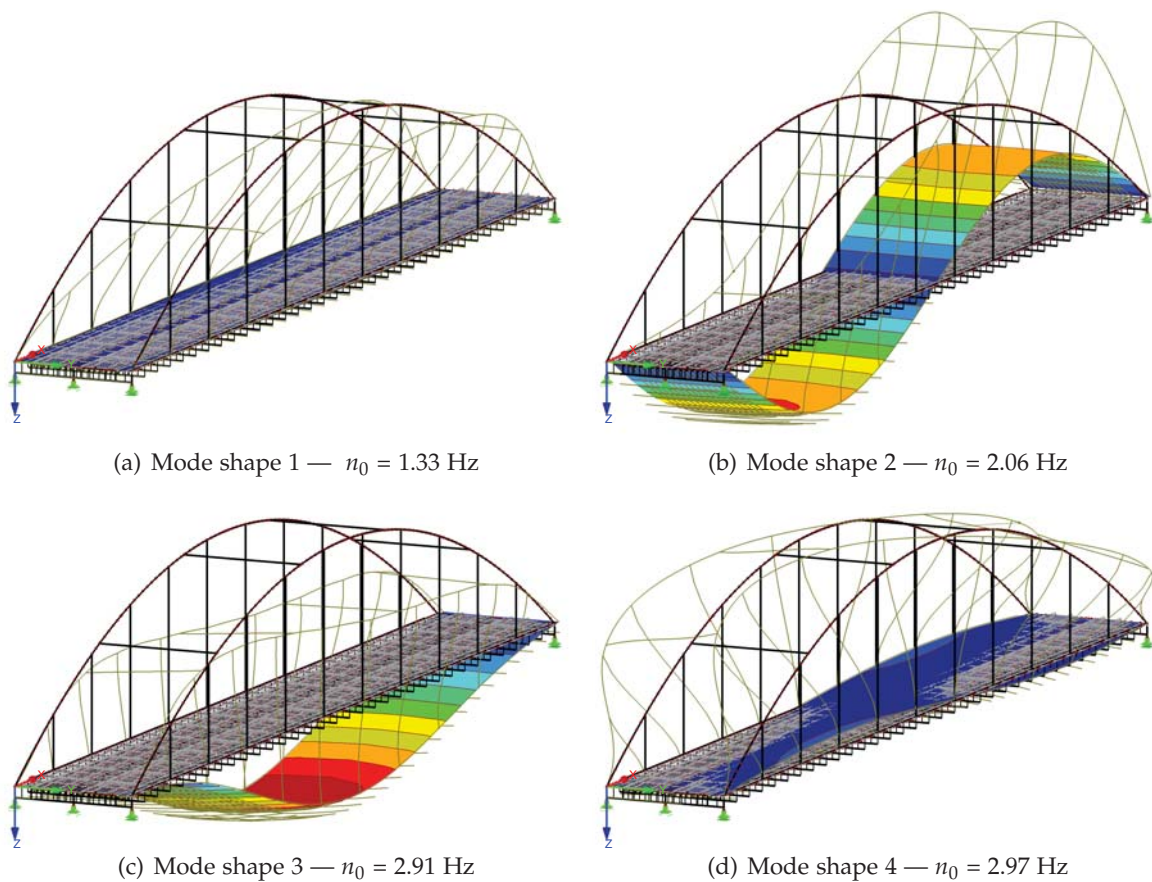 X
Y
Z
(a) Mode shape 1 — n₀ = 1.33 Hz
X
Y
Z
(b) Mode shape 2 — n₀ = 2.06 Hz
X
Y
Z
(c) Mode shape 3 — n₀ = 2.91 Hz
X
Y
Z
(d) Mode shape 4 — n₀ = 2.97 Hz